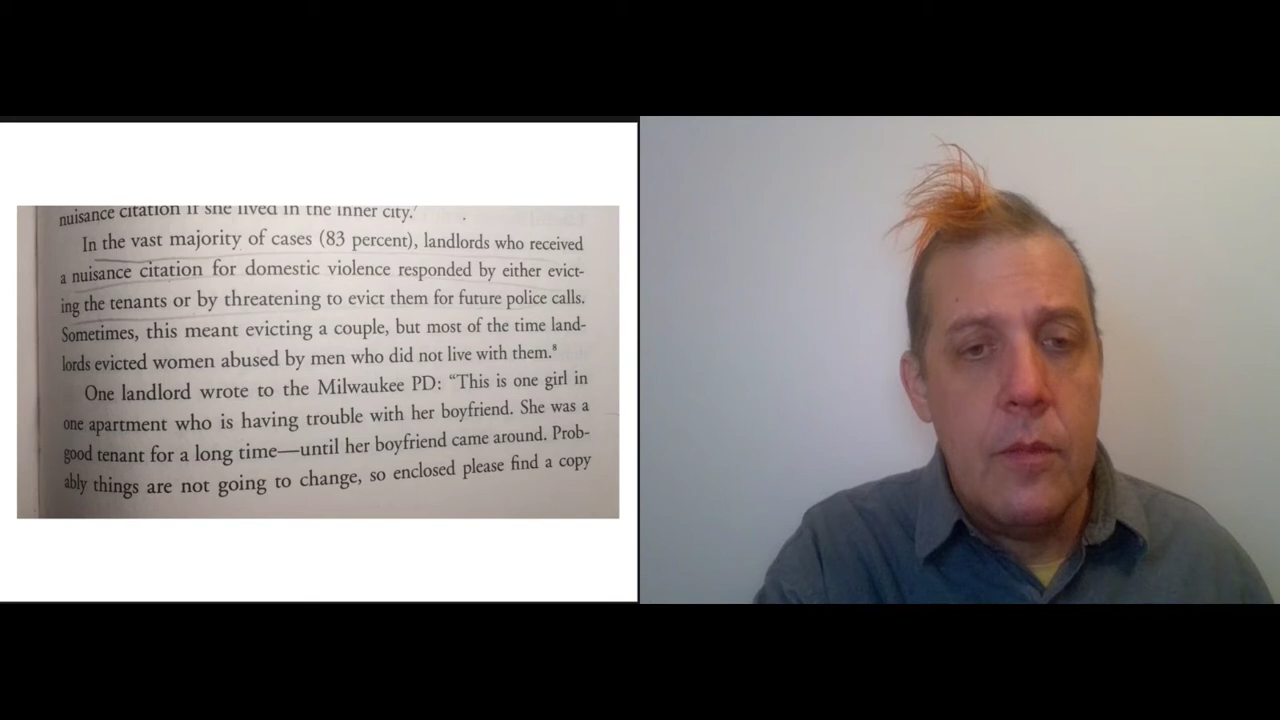 nuisance citation if she lived in the inner city.7
In the vast majority of cases (83 percent), landlords who received
a nuisance citation for domestic violence responded by either evict-
ing the tenants or by threatening to evict them for future police calls.
Sometimes, this meant evicting a couple, but most of the time land-
lords evicted women abused by men who did not live with them.8
One landlord wrote to the Milwaukee PD: “This is one girl in
one apartment who is having trouble with her boyfriend. She was a
good tenant for a long time—until her boyfriend came around. Prob-
ably things are not going to change, so enclosed please find a copy